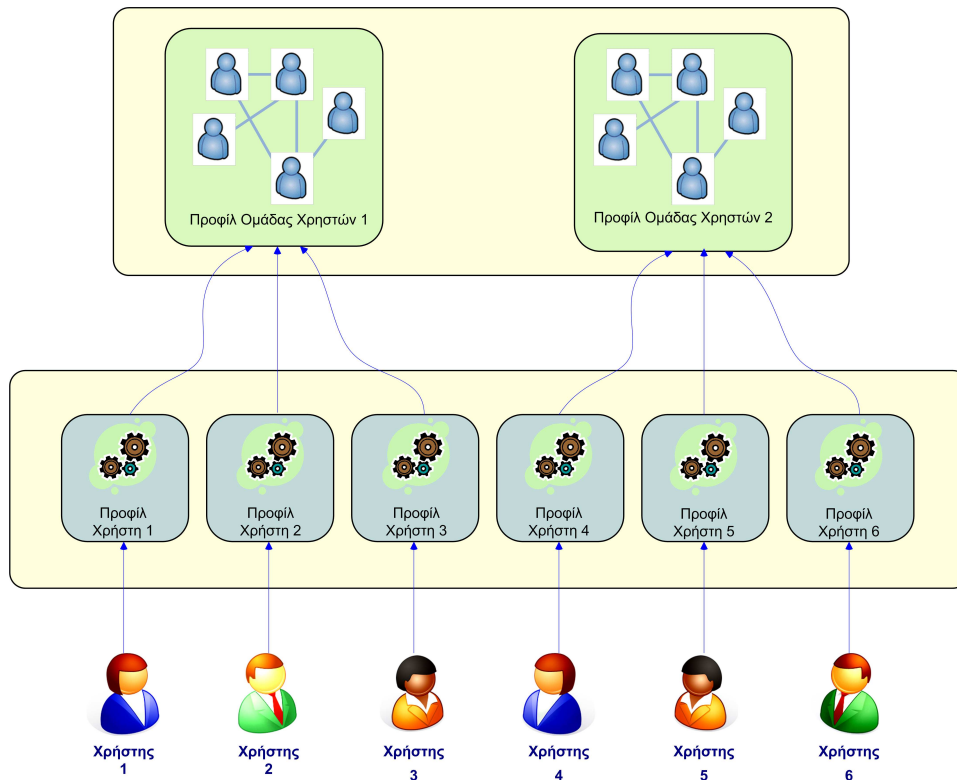 Προφίλ Ομάδας Χρηστών 1
Προφίλ Ομάδας Χρηστών 2
Προφίλ
Χρήστη 1
Προφίλ
Χρήστη 2
Προφίλ
Χρήστη 3
Προφίλ
Χρήστη 4
Προφίλ
Χρήστη 5
Προφίλ
Χρήστη 6
Χρήστης
1
Χρήστης
2
Χρήστης
3
Χρήστης
4
Χρήστης
5
Χρήστης
6